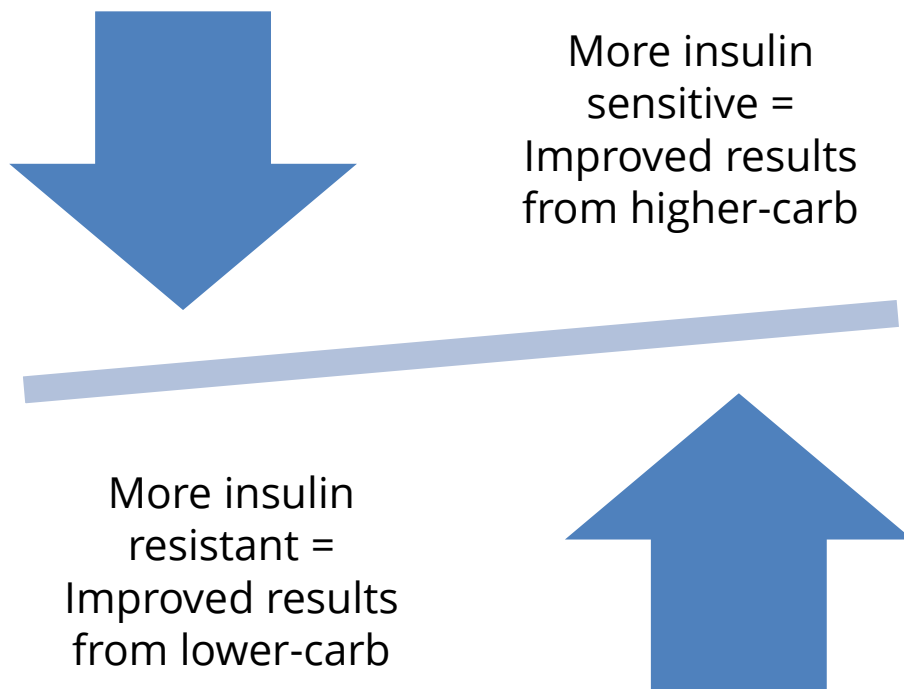 More insulin
sensitive =
Improved results
from higher-carb
More insulin
resistant =
Improved results
from lower-carb